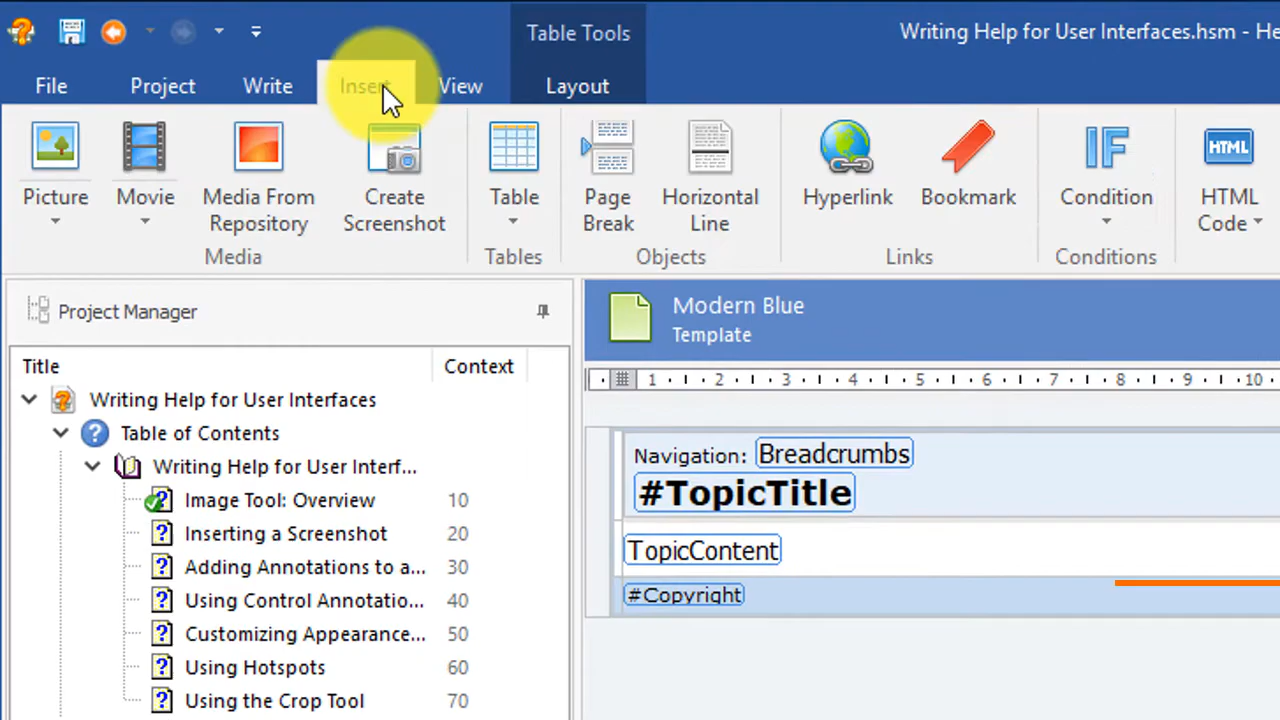 Table Tools
Writing Help for User Interfaces.hsm - He
File
Project
Write
Insert
View
Layout
Picture
Movie
Media From
Repository
Create
Screenshot
Media
Table
Tables
Page
Break
Horizontal
Line
Objects
Hyperlink
Bookmark
Links
IF
Condition
Conditions
HTML
HTML
Code
Project Manager
Title Context
Writing Help for User Interfaces
Table of Contents
Writing Help for User Interf...
Image Tool: Overview 10
Inserting a Screenshot 20
Adding Annotations to a... 30
Using Control Annotatio... 40
Customizing Appearance... 50
Using Hotspots 60
Using the Crop Tool 70
Modern Blue
Template
1 2 3 4 5 6 7 8 9 10
Navigation: Breadcrumbs
#TopicTitle
TopicContent
#Copyright